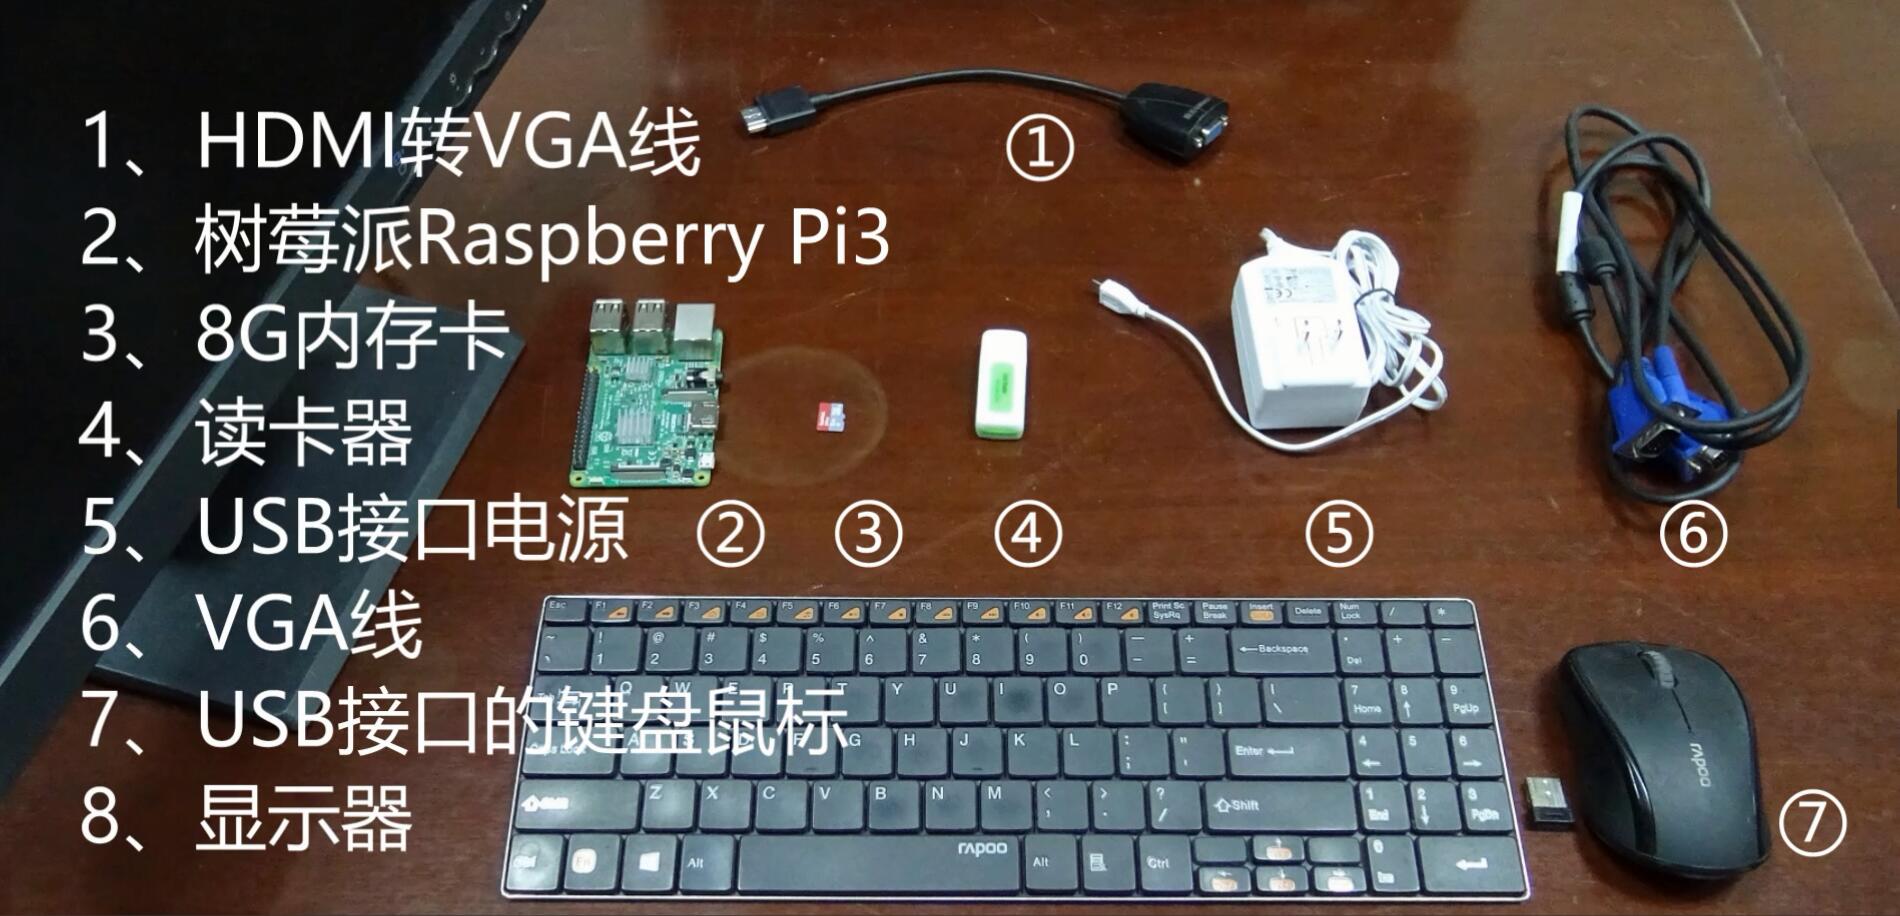 1、HDMI转VGA线
2、树莓派Raspberry Pi3
3、8G内存卡
4、读卡器
5、USB接口电源
6、VGA线
7、USB接口的键盘鼠标
8、显示器
①
② ③ ④ ⑤ ⑥
Esc F1 F2 F3 F4 F5 F6 F7 F8 F9 F10 F11 F12 Print Sc SysRq Pause Break Insert Delete Num Lock / *
~ ! @ # $ % ^ & * ( ) — + ←Backspace . + −
、 1 2 3 4 5 6 7 8 9 0 − = Del
Q W E R T Y U I O P { } | 7 8 9
[ ] \ Home ↑ PgUp
A S D F G H J K L : " Enter 4 5 6
; ' ← →
Z X C V B N M < > ? Shift 1 2 3
, . / End ↓ PgDn
Fn Alt rapoo Alt Ctrl 0
rapoo
⑦